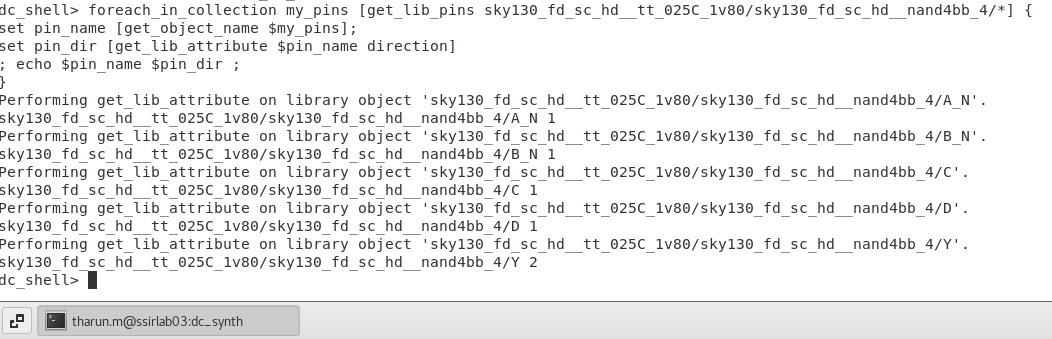 dc_shell> foreach_in_collection my_pins [get_lib_pins sky130_fd_sc_hd__tt_025C_1v80/sky130_fd_sc_hd__nand4bb_4/*] {
set pin_name [get_object_name $my_pins];
set pin_dir [get_lib_attribute $pin_name direction]
; echo $pin_name $pin_dir ;
}
Performing get_lib_attribute on library object 'sky130_fd_sc_hd__tt_025C_1v80/sky130_fd_sc_hd__nand4bb_4/A_N'.
sky130_fd_sc_hd__tt_025C_1v80/sky130_fd_sc_hd__nand4bb_4/A_N 1
Performing get_lib_attribute on library object 'sky130_fd_sc_hd__tt_025C_1v80/sky130_fd_sc_hd__nand4bb_4/B_N'.
sky130_fd_sc_hd__tt_025C_1v80/sky130_fd_sc_hd__nand4bb_4/B_N 1
Performing get_lib_attribute on library object 'sky130_fd_sc_hd__tt_025C_1v80/sky130_fd_sc_hd__nand4bb_4/C'.
sky130_fd_sc_hd__tt_025C_1v80/sky130_fd_sc_hd__nand4bb_4/C 1
Performing get_lib_attribute on library object 'sky130_fd_sc_hd__tt_025C_1v80/sky130_fd_sc_hd__nand4bb_4/D'.
sky130_fd_sc_hd__tt_025C_1v80/sky130_fd_sc_hd__nand4bb_4/D 1
Performing get_lib_attribute on library object 'sky130_fd_sc_hd__tt_025C_1v80/sky130_fd_sc_hd__nand4bb_4/Y'.
sky130_fd_sc_hd__tt_025C_1v80/sky130_fd_sc_hd__nand4bb_4/Y 2
dc_shell>
tharun.m@ssirlab03:dc_synth